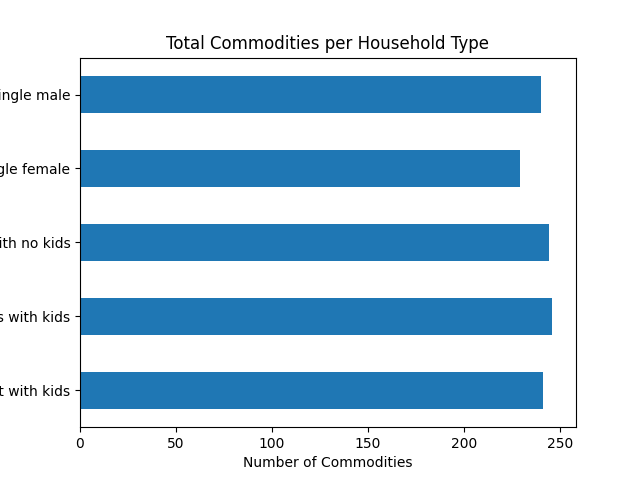 Total Commodities per Household Type
ingle male
gle female
ith no kids
s with kids
t with kids
0 50 100 150 200 250
Number of Commodities